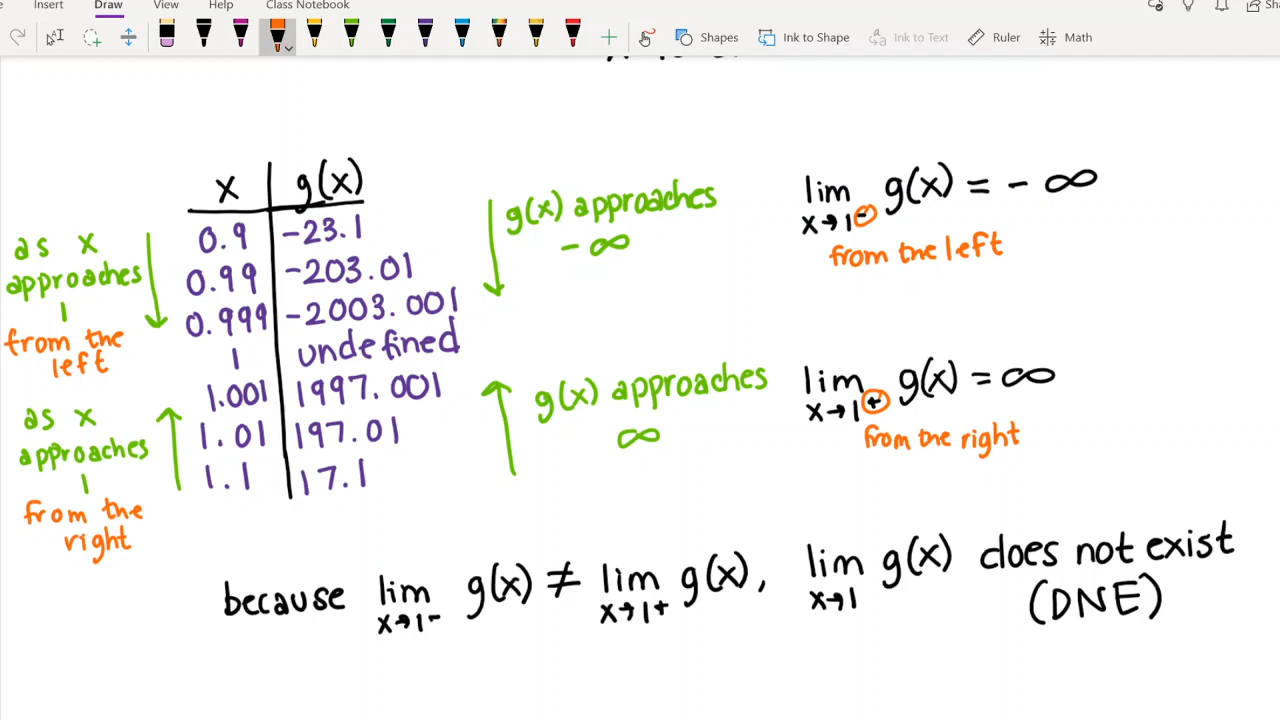 Insert Draw View Help Class Notebook
Shapes Ink to Shape Ink to Text Ruler Math
x g(x)
0.9 -23.1
0.99 -203.01
0.999 -2003.001
1 undefined
1.001 1997.001
1.01 197.01
1.1 17.1
as x
approaches
1
from the
left
as x
approaches
1
from the
right
g(x) approaches
-∞
g(x) approaches
∞
lim g(x) = - ∞
x→1-
from the left
lim g(x) = ∞
x→1+
from the right
because lim g(x) ≠ lim g(x), lim g(x) does not exist
x→1- x→1+ x→1 (DNE)